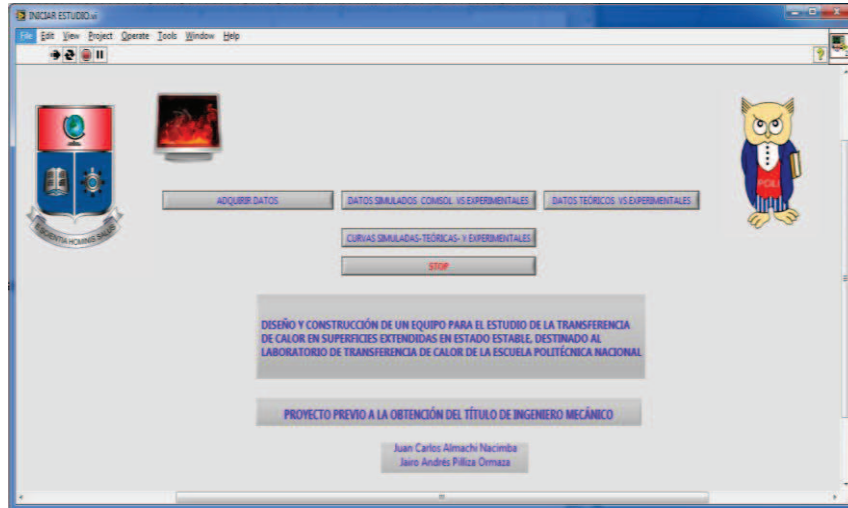 INICIAR ESTUDIO.vi
File Edit View Project Operate Tools Window Help
E SCIENTIA HOMINIS SALUS
POLI
ADQUIRIR DATOS
DATOS SIMULADOS COMSOL VS EXPERIMENTALES
DATOS TEÓRICOS VS EXPERIMENTALES
CURVAS SIMULADAS-TEÓRICAS- Y EXPERIMENTALES
STOP
DISEÑO Y CONSTRUCCIÓN DE UN EQUIPO PARA EL ESTUDIO DE LA TRANSFERENCIA
DE CALOR EN SUPERFICIES EXTENDIDAS EN ESTADO ESTABLE, DESTINADO AL
LABORATORIO DE TRANSFERENCIA DE CALOR DE LA ESCUELA POLITÉCNICA NACIONAL
PROYECTO PREVIO A LA OBTENCIÓN DEL TÍTULO DE INGENIERO MECÁNICO
Juan Carlos Almachi Nacimba
Jairo Andrés Pilliza Ormaza